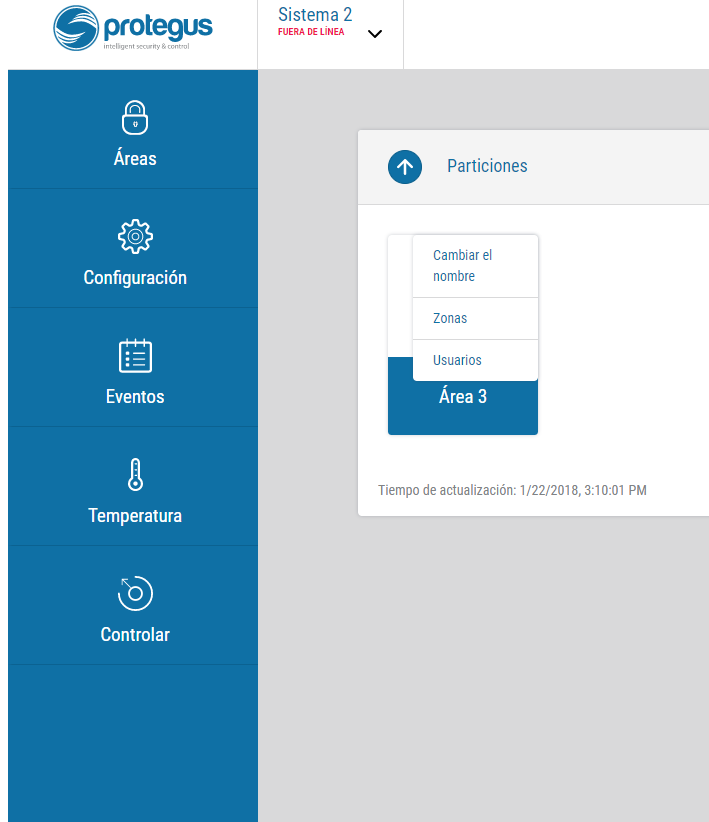 protegus
intelligent security & control
Sistema 2
FUERA DE LÍNEA
Áreas
Configuración
Eventos
Temperatura
Controlar
Particiones
Cambiar el
nombre
Zonas
Usuarios
Área 3
Tiempo de actualización: 1/22/2018, 3:10:01 PM